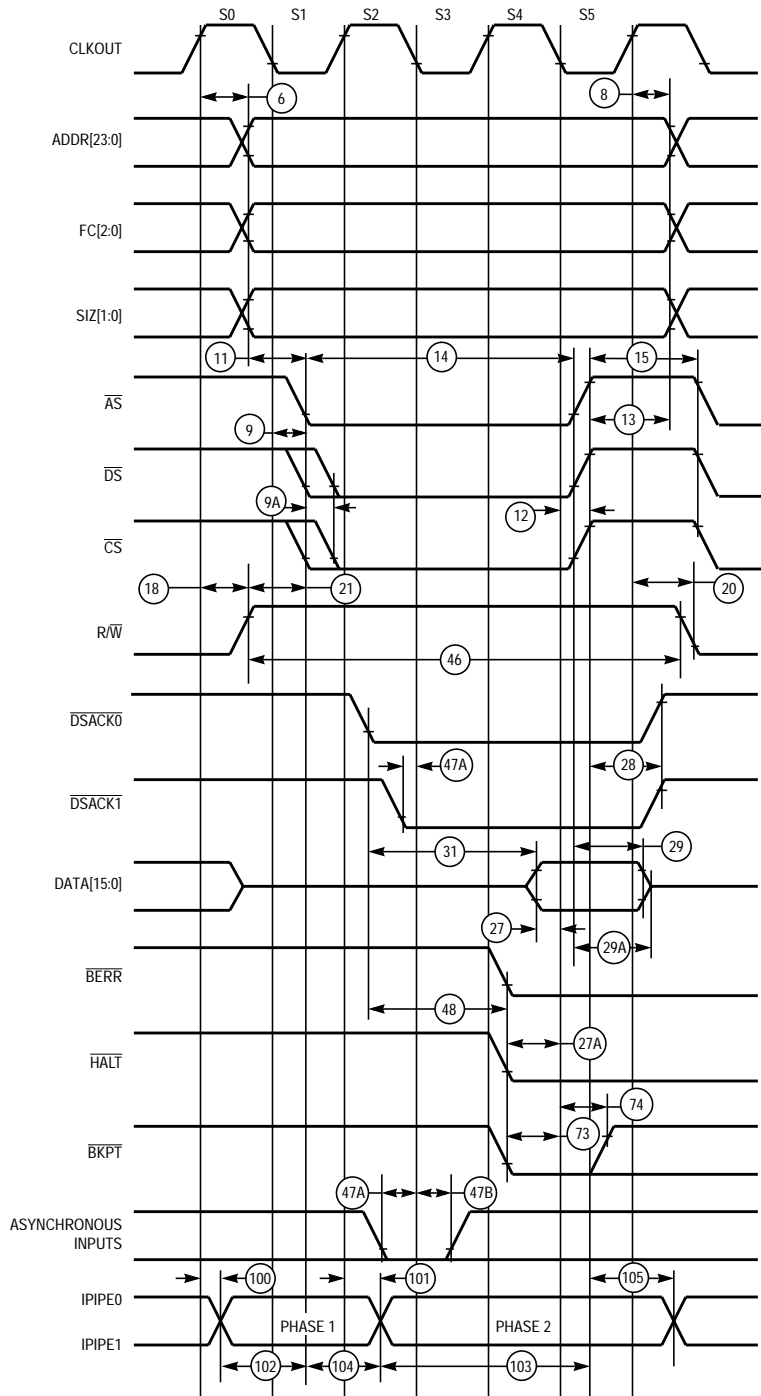 S0 S1 S2 S3 S4 S5
CLKOUT
6 8
ADDR[23:0]
FC[2:0]
SIZ[1:0]
11 14 15
AS
13
9
DS
9A 12
CS
18 21 20
R/W
46
DSACK0
47A 28
DSACK1
31 29
DATA[15:0]
27 29A
BERR
48
27A
HALT
74
73
BKPT
47A 47B
ASYNCHRONOUS
INPUTS
100 101 105
IPIPE0
PHASE 1 PHASE 2
IPIPE1
102 104 103